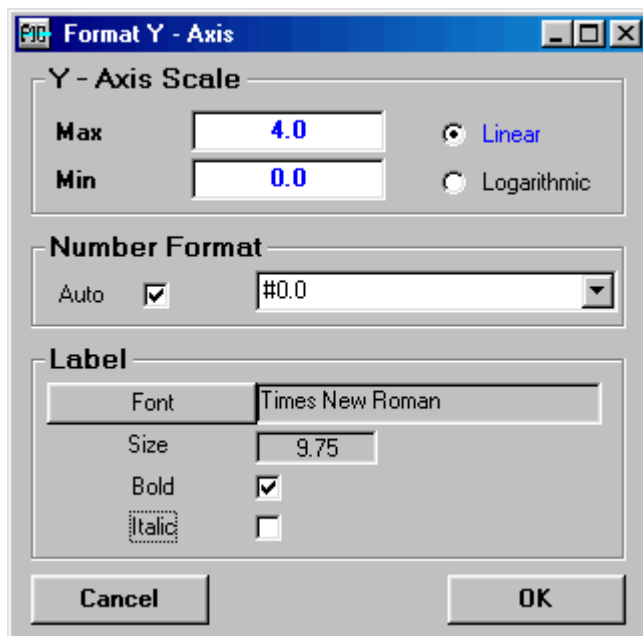 Format Y - Axis
Y - Axis Scale
Max 4.0 Linear
Min 0.0 Logarithmic
Number Format
Auto #0.0
Label
Font Times New Roman
Size 9.75
Bold
Italic
Cancel OK